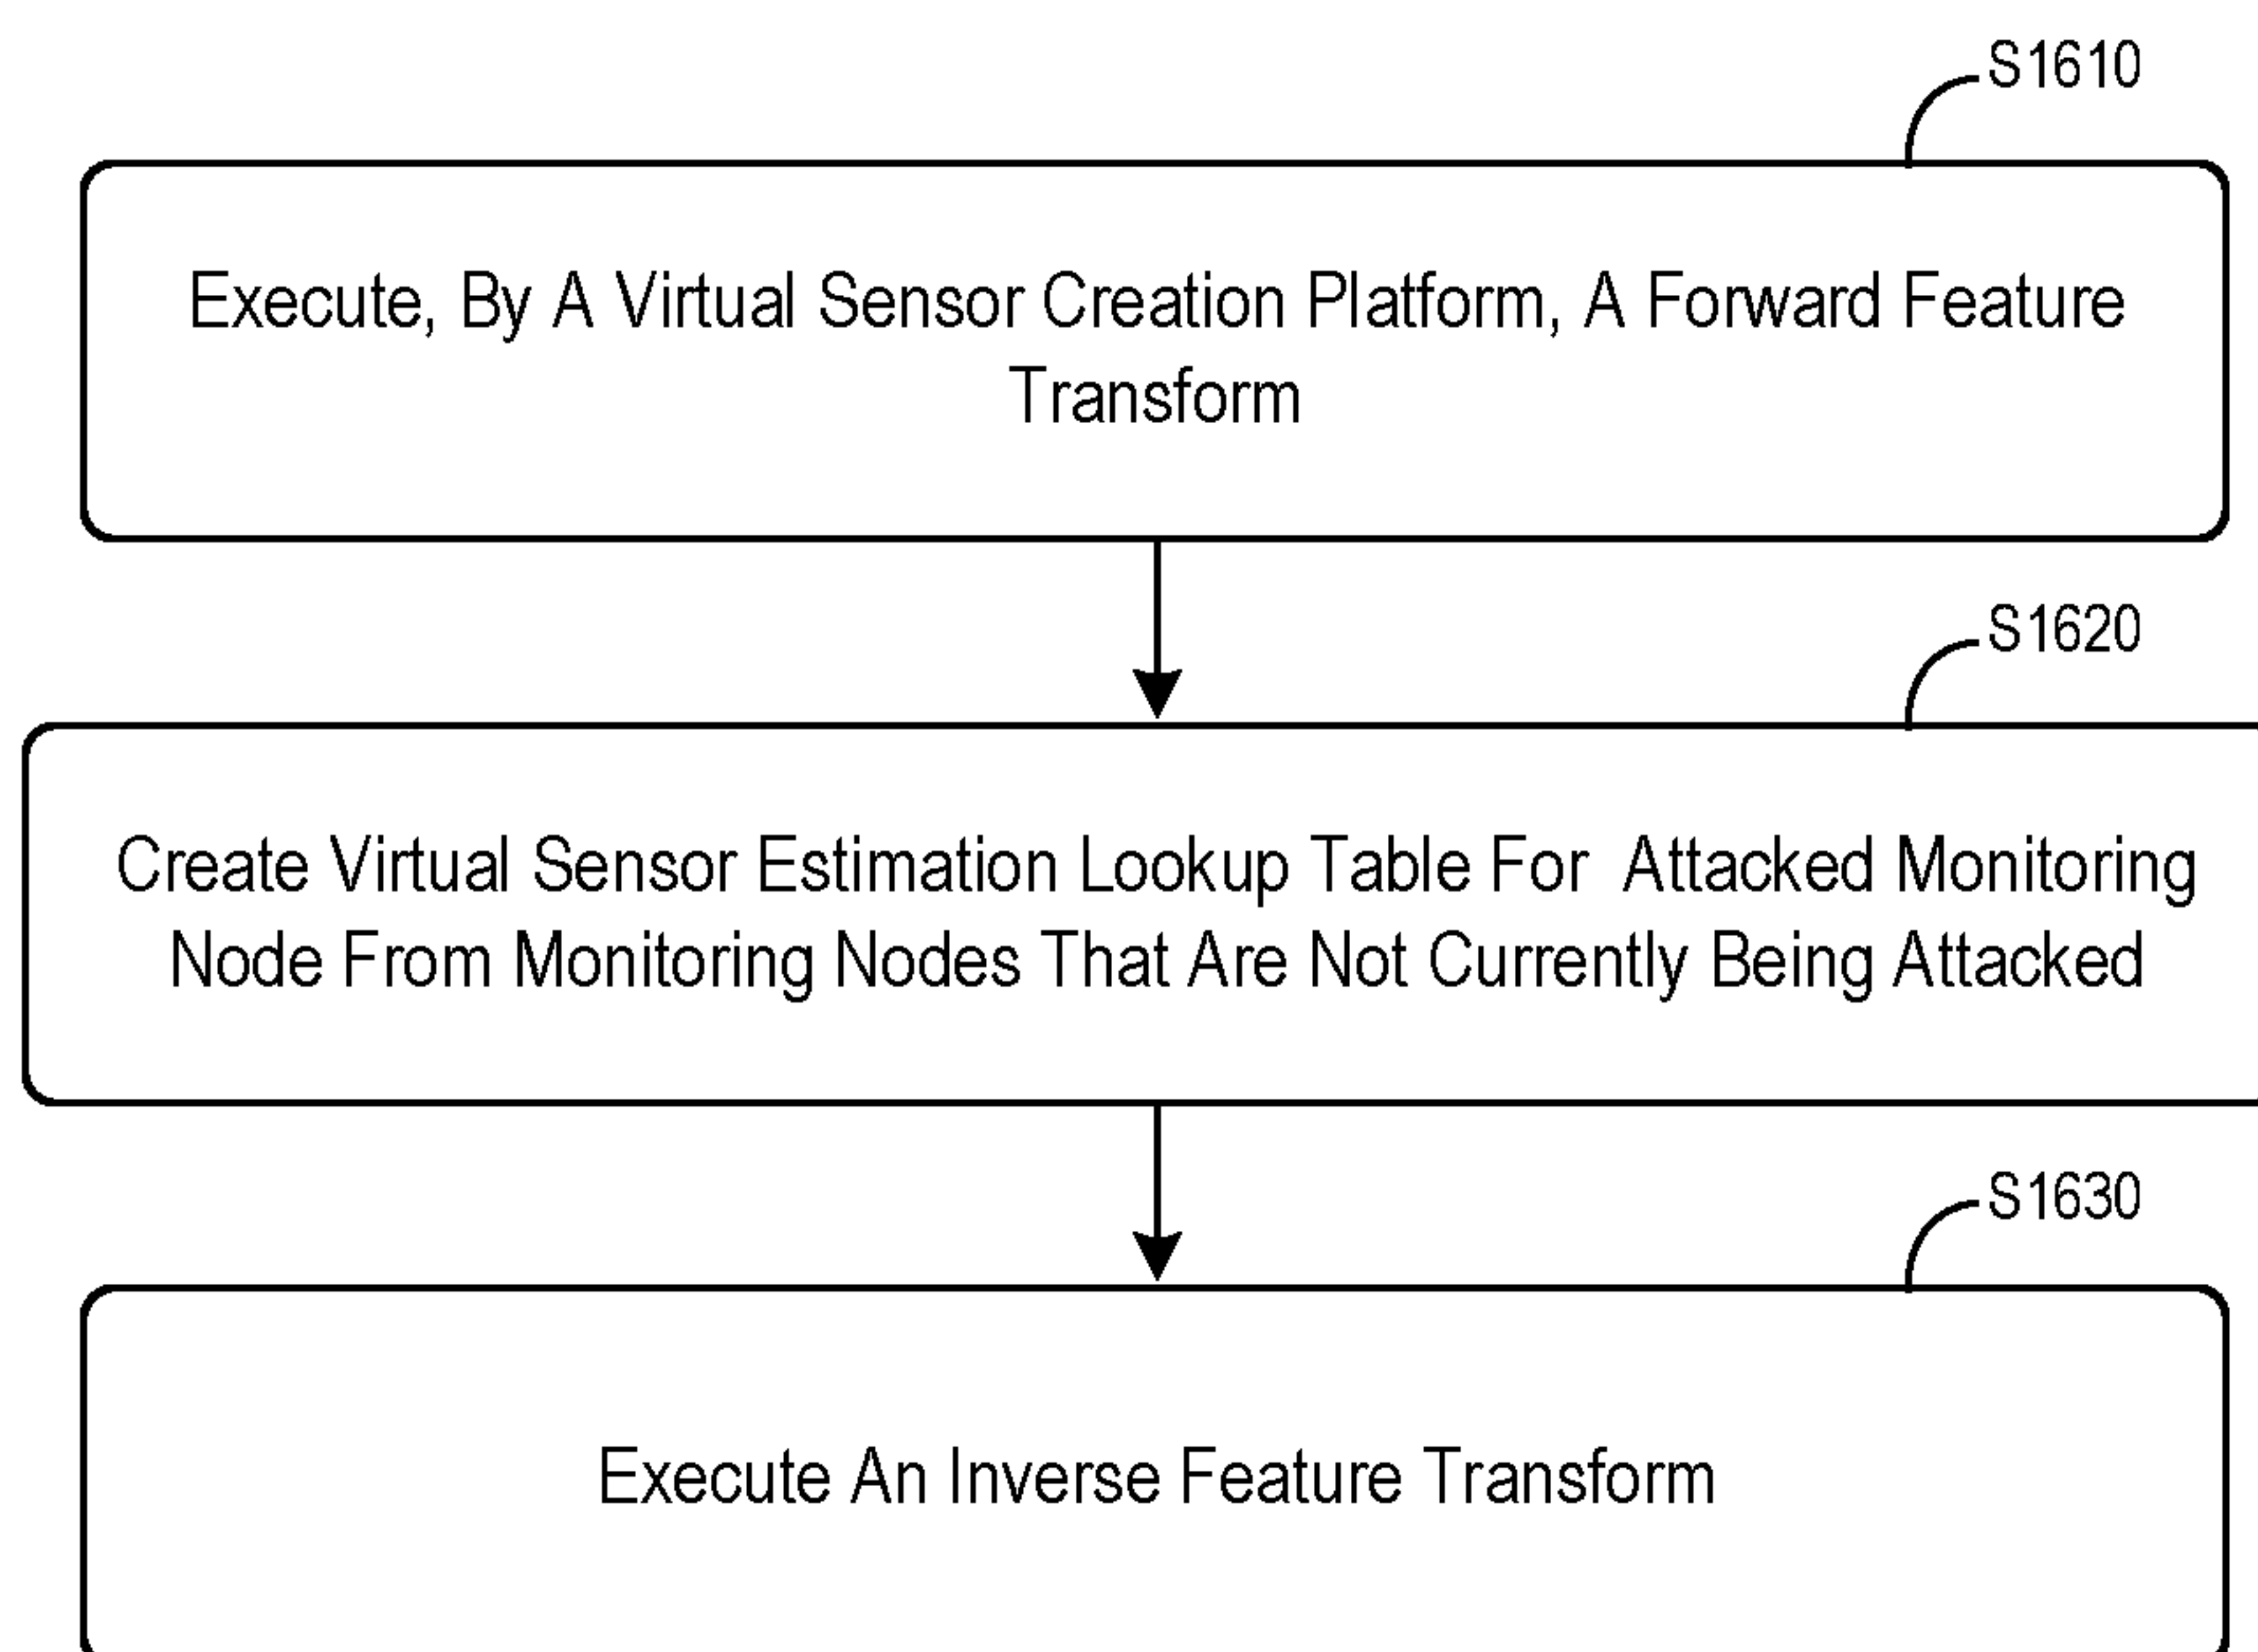 S1610
Execute, By A Virtual Sensor Creation Platform, A Forward Feature
Transform
S1620
Create Virtual Sensor Estimation Lookup Table For Attacked Monitoring
Node From Monitoring Nodes That Are Not Currently Being Attacked
S1630
Execute An Inverse Feature Transform